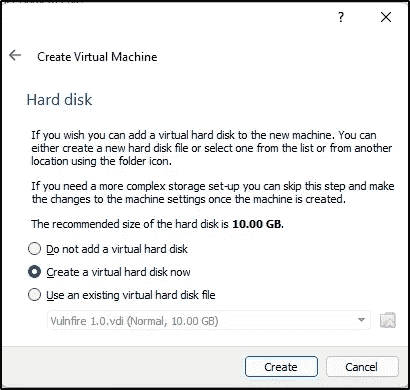 ?
Create Virtual Machine
Hard disk
If you wish you can add a virtual hard disk to the new machine. You can
either create a new hard disk file or select one from the list or from another
location using the folder icon.
If you need a more complex storage set-up you can skip this step and make
the changes to the machine settings once the machine is created.
The recommended size of the hard disk is 10.00 GB.
Do not add a virtual hard disk
Create a virtual hard disk now
Use an existing virtual hard disk file
Vulnfire 1.0.vdi (Normal, 10.00 GB)
Create Cancel